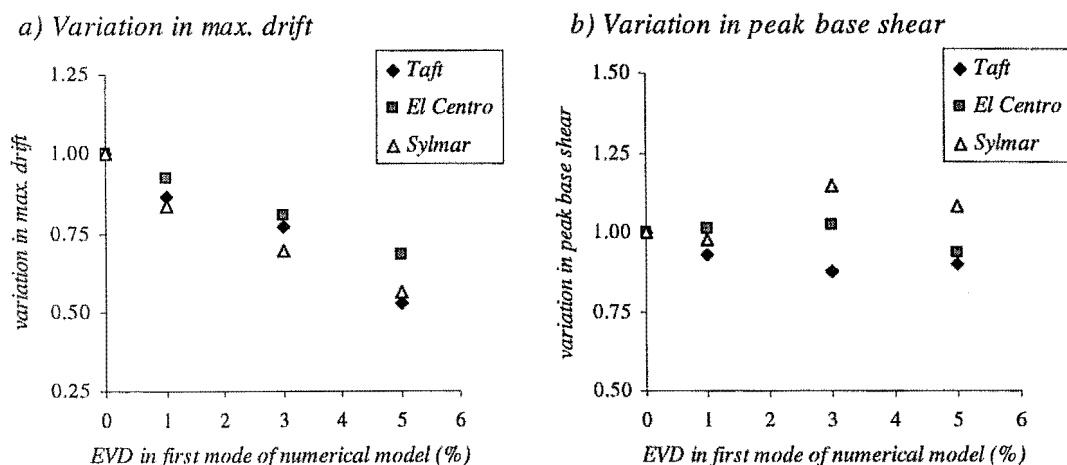 a) Variation in max. drift
variation in max. drift
1.25
1.00
0.75
0.50
0.25
0 1 2 3 4 5 6
EVD in first mode of numerical model (%)
Taft
El Centro
Sylmar
b) Variation in peak base shear
variation in peak base shear
1.50
1.25
1.00
0.75
0.50
0 1 2 3 4 5 6
EVD in first mode of numerical model (%)
Taft
El Centro
Sylmar